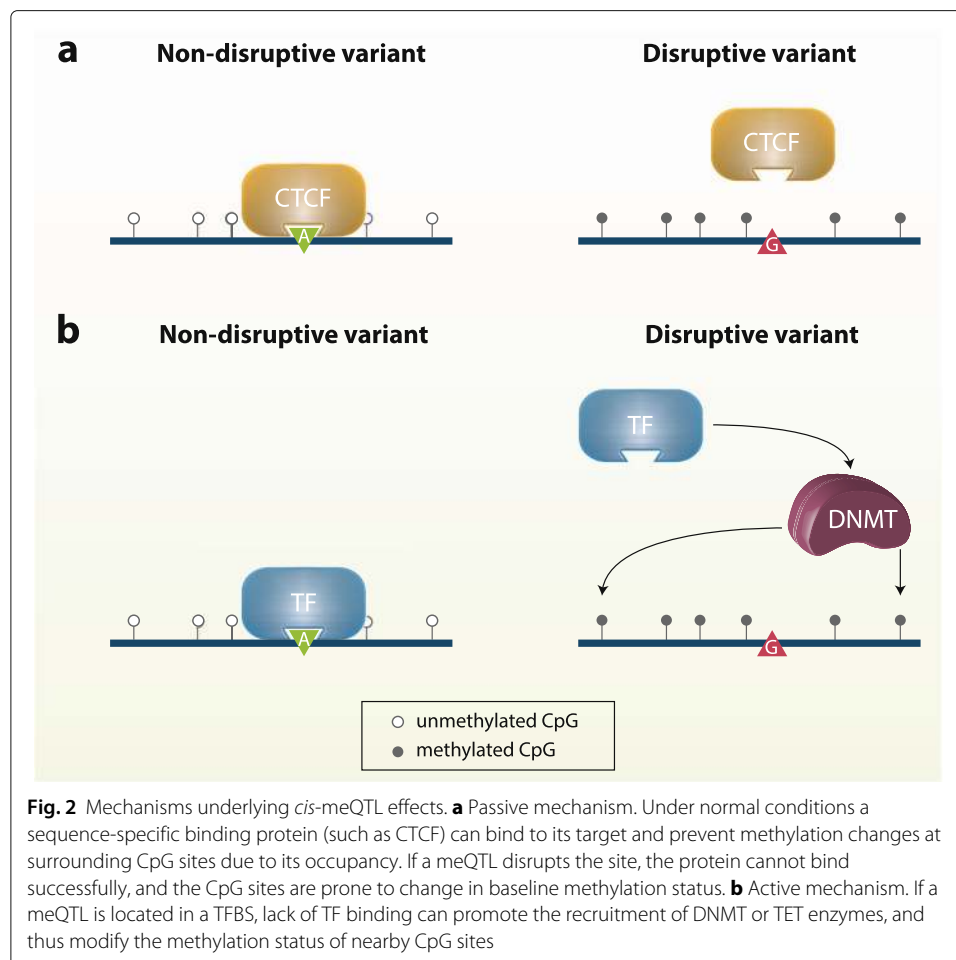 a
Non-disruptive variant
Disruptive variant
CTCF
CTCF
A
G
b
Non-disruptive variant
Disruptive variant
TF
DNMT
TF
A
G
unmethylated CpG
methylated CpG
Fig. 2 Mechanisms underlying cis-meQTL effects. a Passive mechanism. Under normal conditions a
sequence-specific binding protein (such as CTCF) can bind to its target and prevent methylation changes at
surrounding CpG sites due to its occupancy. If a meQTL disrupts the site, the protein cannot bind
successfully, and the CpG sites are prone to change in baseline methylation status. b Active mechanism. If a
meQTL is located in a TFBS, lack of TF binding can promote the recruitment of DNMT or TET enzymes, and
thus modify the methylation status of nearby CpG sites